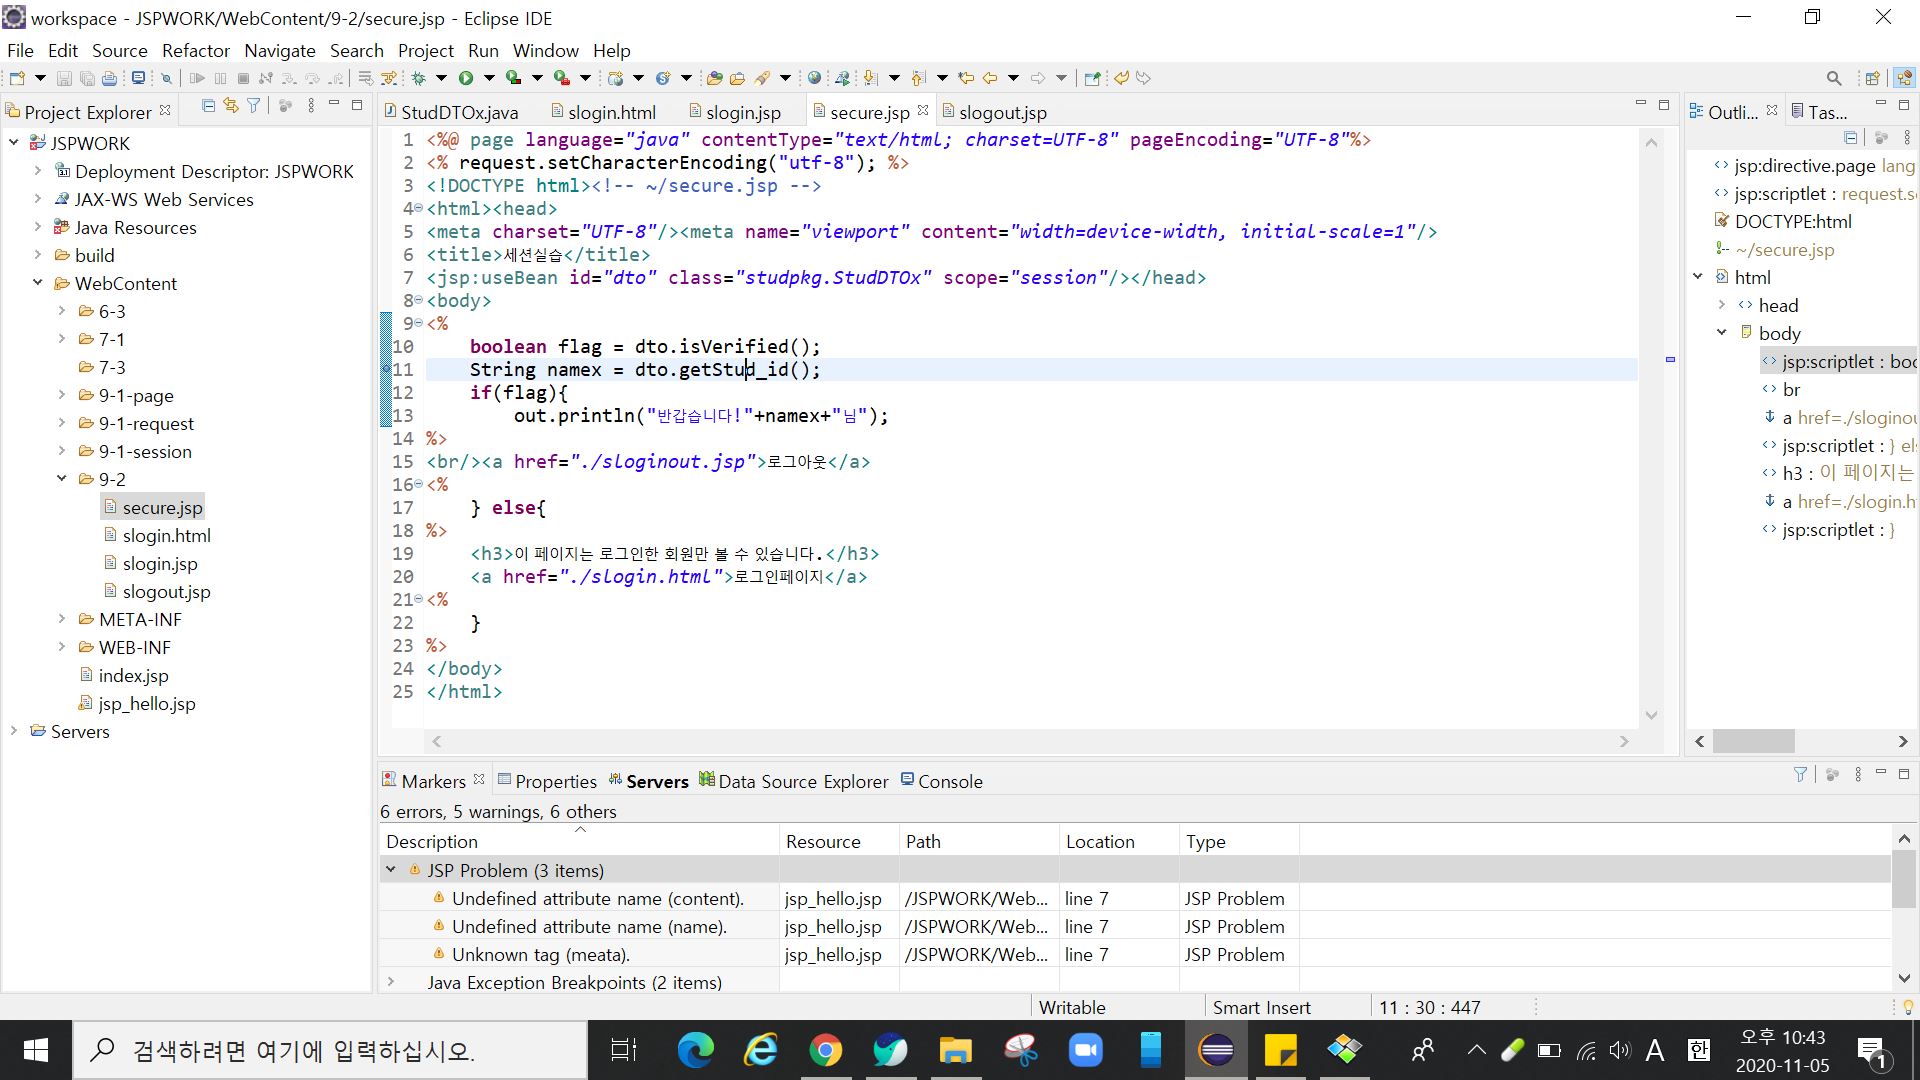 workspace - JSPWORK/WebContent/9-2/secure.jsp - Eclipse IDE
File Edit Source Refactor Navigate Search Project Run Window Help
Project Explorer
JSPWORK
Deployment Descriptor: JSPWORK
JAX-WS Web Services
Java Resources
build
WebContent
6-3
7-1
7-3
9-1-page
9-1-request
9-1-session
9-2
secure.jsp
slogin.html
slogin.jsp
slogout.jsp
META-INF
WEB-INF
index.jsp
jsp_hello.jsp
Servers
StudDTOx.java slogin.html slogin.jsp secure.jsp slogout.jsp
1 <%@ page language="java" contentType="text/html; charset=UTF-8" pageEncoding="UTF-8"%>
2 <% request.setCharacterEncoding("utf-8"); %>
3 <!DOCTYPE html><!-- ~/secure.jsp -->
4 <html><head>
5 <meta charset="UTF-8"/><meta name="viewport" content="width=device-width, initial-scale=1"/>
6 <title>세션실습</title>
7 <jsp:useBean id="dto" class="studpkg.StudDTOx" scope="session"/></head>
8 <body>
9 <%
10 boolean flag = dto.isVerified();
11 String namex = dto.getStud_id();
12 if(flag){
13 out.println("반갑습니다!"+namex+"님");
14 %>
15 <br/><a href="./sloginout.jsp">로그아웃</a>
16 <%
17 } else{
18 %>
19 <h3>이 페이지는 로그인한 회원만 볼 수 있습니다.</h3>
20 <a href="./slogin.html">로그인페이지</a>
21 <%
22 }
23 %>
24 </body>
25 </html>
Outli... Tas...
jsp:directive.page lang
jsp:scriptlet : request.s
DOCTYPE:html
~/secure.jsp
html
head
body
jsp:scriptlet : boo
br
a href=./sloginou
jsp:scriptlet : } el
h3 : 이 페이지는
a href=./slogin.h
jsp:scriptlet : }
Markers Properties Servers Data Source Explorer Console
6 errors, 5 warnings, 6 others
Description Resource Path Location Type
JSP Problem (3 items)
Undefined attribute name (content). jsp_hello.jsp /JSPWORK/Web... line 7 JSP Problem
Undefined attribute name (name). jsp_hello.jsp /JSPWORK/Web... line 7 JSP Problem
Unknown tag (meata). jsp_hello.jsp /JSPWORK/Web... line 7 JSP Problem
Java Exception Breakpoints (2 items)
Writable Smart Insert 11 : 30 : 447
검색하려면 여기에 입력하십시오.
A 한 오후 10:43
2020-11-05
1